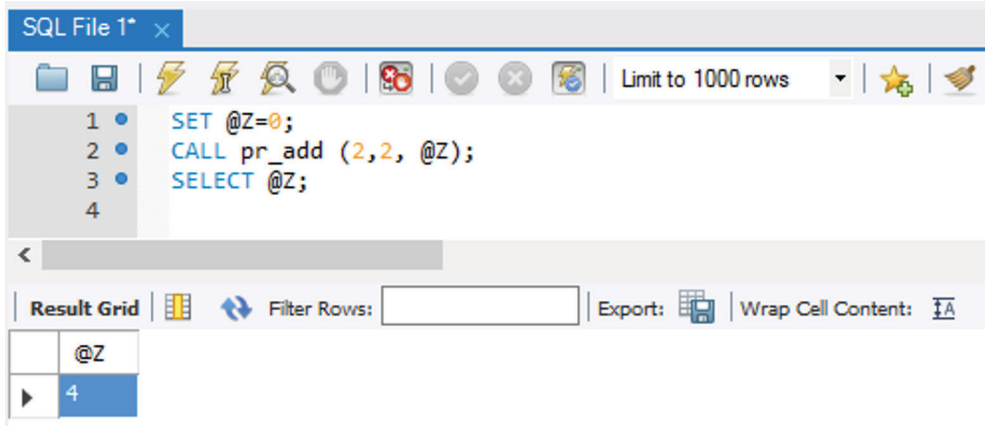 SQL File 1*
Limit to 1000 rows
1 SET @Z=0;
2 CALL pr_add (2,2, @Z);
3 SELECT @Z;
4
Result Grid Filter Rows: Export: Wrap Cell Content: IA
@Z
4